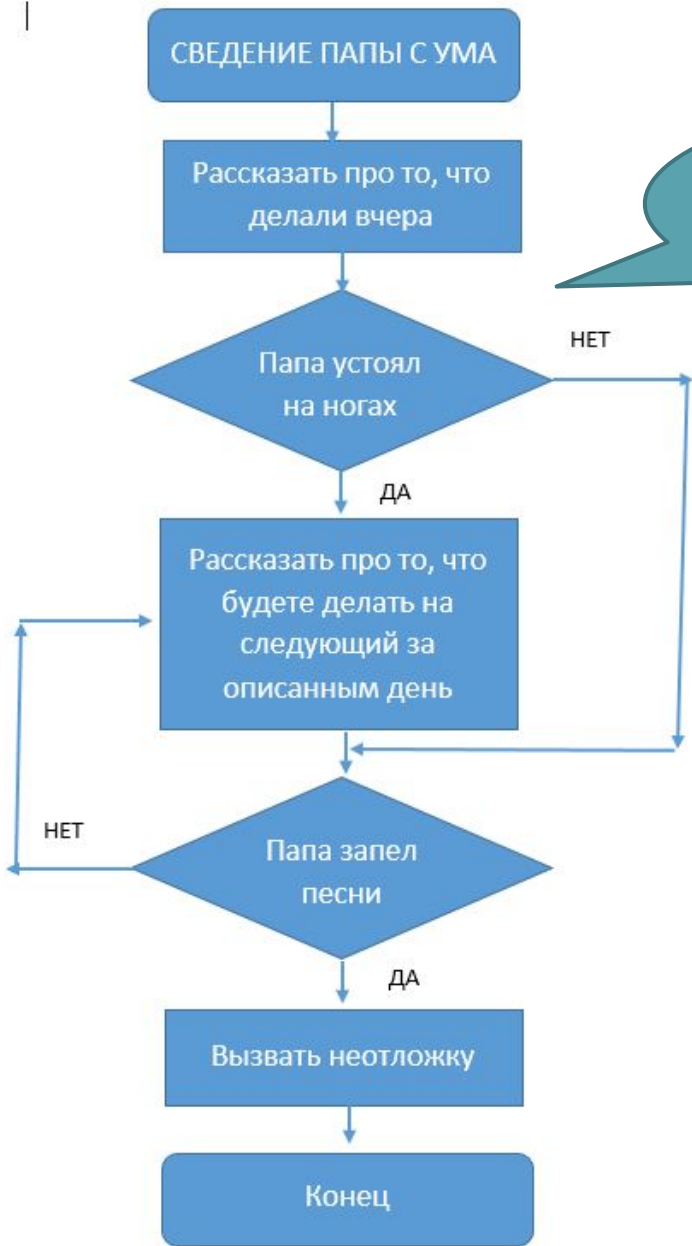 СВЕДЕНИЕ ПАПЫ С УМА
Рассказать про то, что
делали вчера
Папа устоял
на ногах
НЕТ
ДА
Рассказать про то, что
будете делать на
следующий за
описанным день
НЕТ
Папа запел
песни
ДА
Вызвать неотложку
Конец